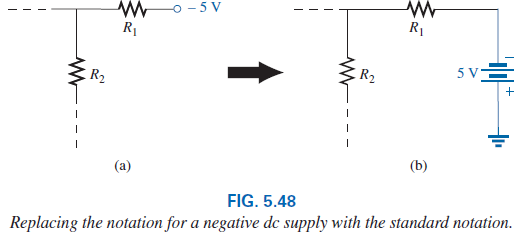 – 5 V
R1
R2
(a)
R1
R2
5 V
–
+
(b)
FIG. 5.48
Replacing the notation for a negative dc supply with the standard notation.